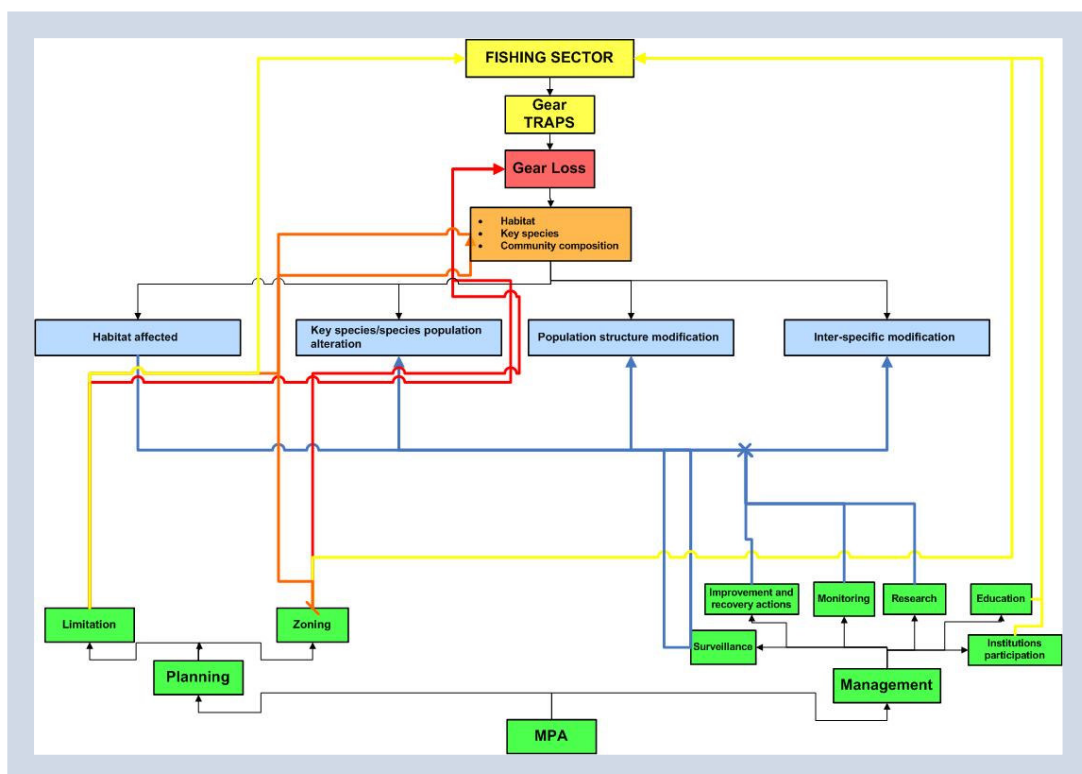 FISHING SECTOR
Gear
TRAPS
Gear Loss
• Habitat
• Key species
• Community composition
Habitat affected
Key species/species population
alteration
Population structure modification
Inter-specific modification
Improvement and
recovery actions
Monitoring
Research
Education
Limitation
Zoning
Surveillance
Institutions
participation
Planning
Management
MPA